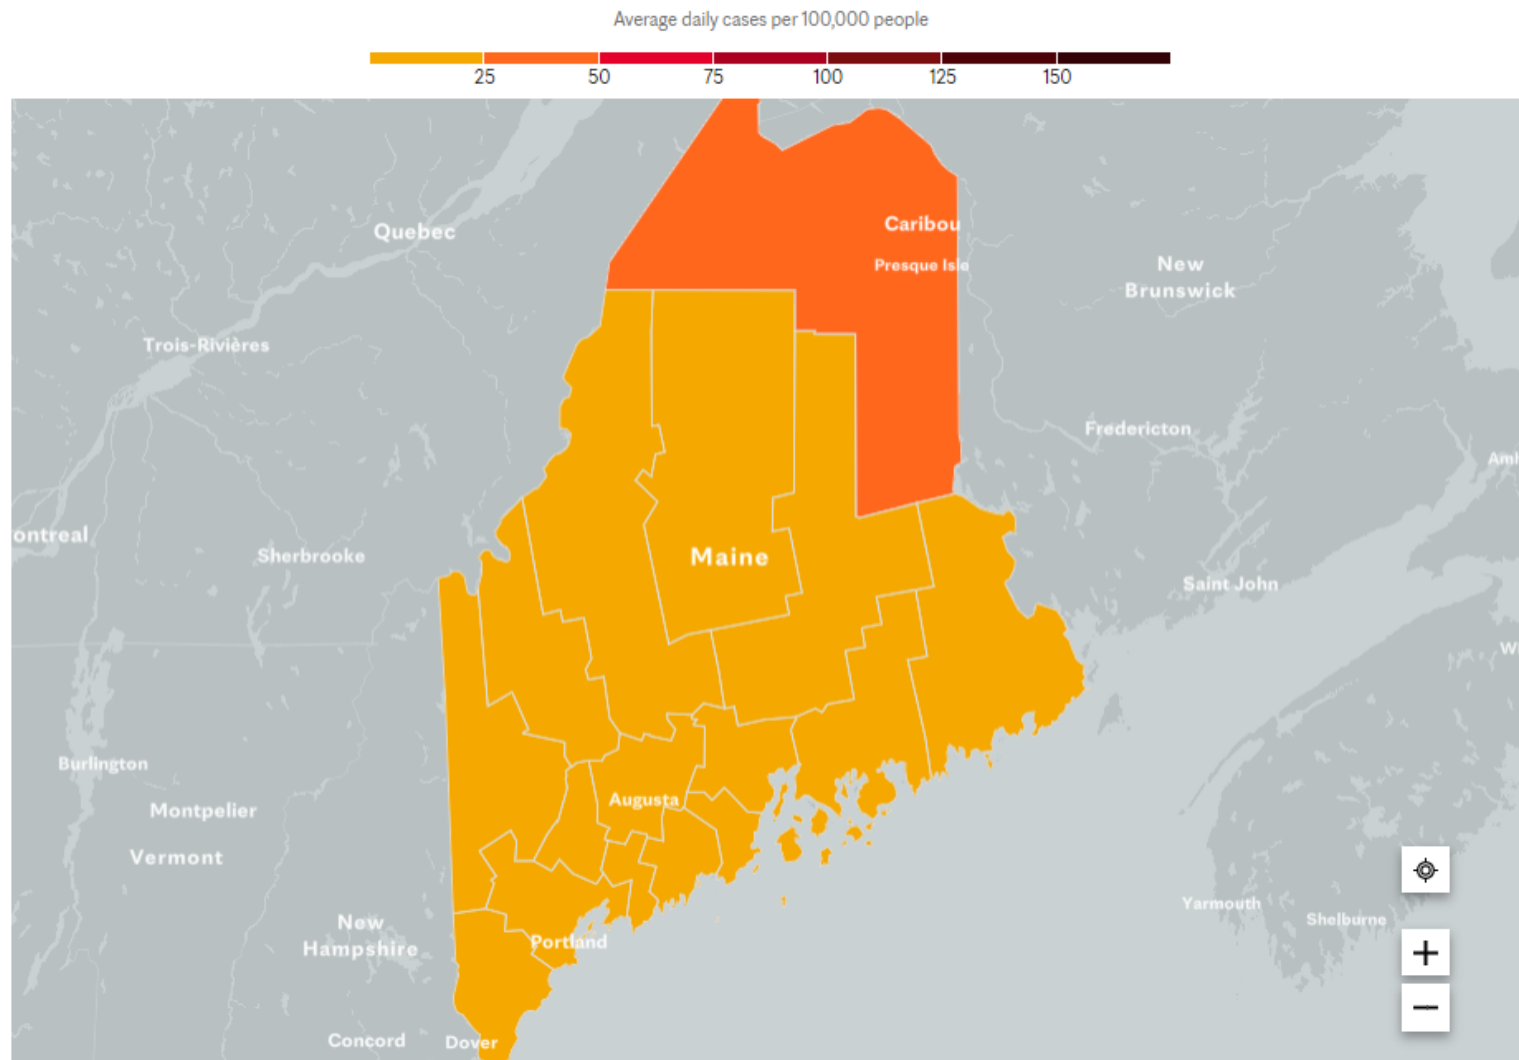 Average daily cases per 100,000 people
25 50 75 100 125 150
Caribou
Quebec
Presque Isle
New
Brunswick
Trois-Rivières
Fredericton
ontreal
Sherbrooke
Maine
Saint John
Burlington
Augusta
Montpelier
Vermont
Yarmouth
Shelburne
New
Hampshire
Portland
Concord
Dover